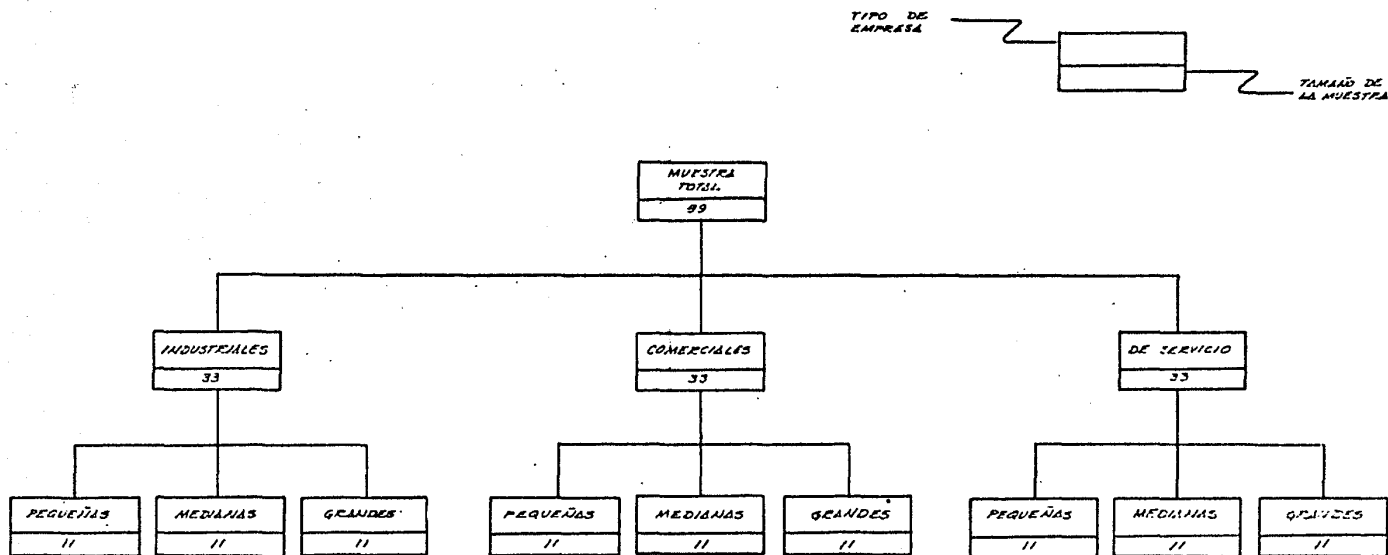 TIPO DE
EMPRESA
TAMAÑO DE
LA MUESTRA
MUESTRA
TOTAL
99
INDUSTRIALES
33
COMERCIALES
33
DE SERVICIO
33
PEQUEÑAS
11
MEDIANAS
11
GRANDES
11
PEQUEÑAS
11
MEDIANAS
11
GRANDES
11
PEQUEÑAS
11
MEDIANAS
11
GRANDES
11